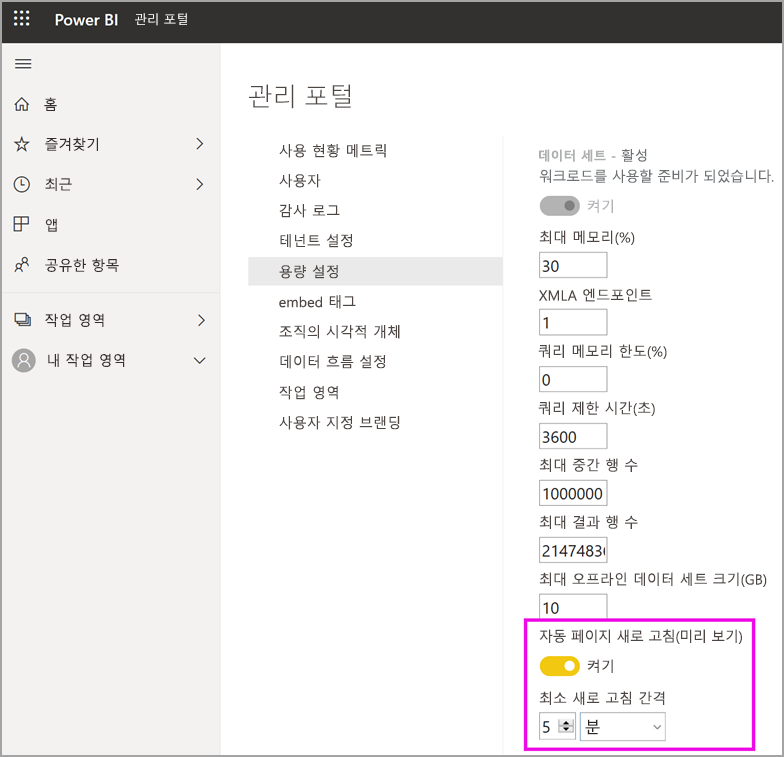 Power BI 관리 포털
홈
즐겨찾기
최근
앱
공유한 항목
작업 영역
내 작업 영역
관리 포털
사용 현황 메트릭
사용자
감사 로그
테넌트 설정
용량 설정
embed 태그
조직의 시각적 개체
데이터 흐름 설정
작업 영역
사용자 지정 브랜딩
데이터 세트 - 활성
워크로드를 사용할 준비가 되었습니다.
켜기
최대 메모리(%)
30
XMLA 엔드포인트
1
쿼리 메모리 한도(%)
0
쿼리 제한 시간(초)
3600
최대 중간 행 수
1000000
최대 결과 행 수
2147483
최대 오프라인 데이터 세트 크기(GB)
10
자동 페이지 새로 고침(미리 보기)
켜기
최소 새로 고침 간격
5 분